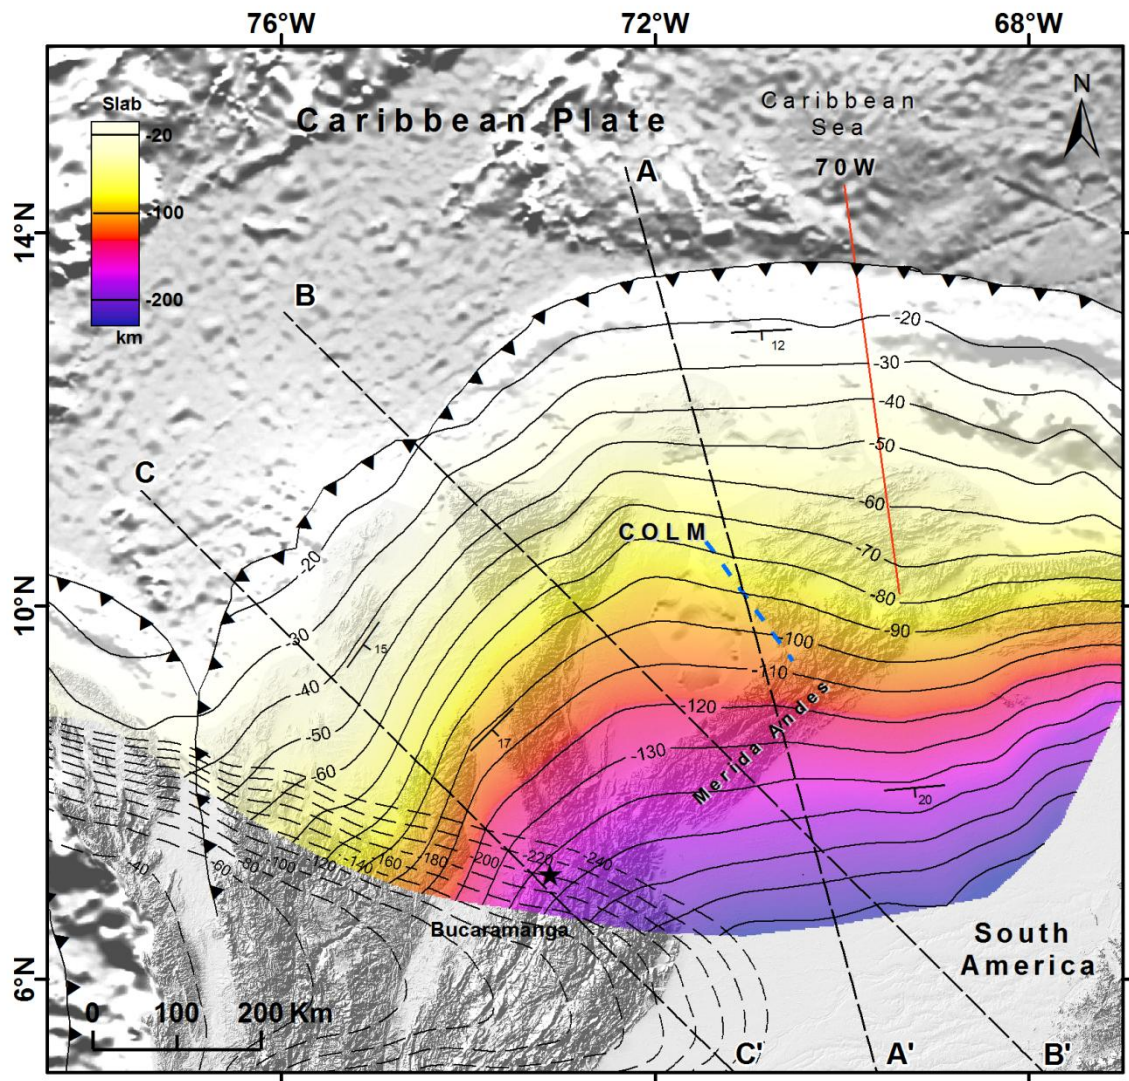 76°W 72°W 68°W
Slab
-20
-100
-200
km
Caribbean Plate
Caribbean
Sea
70W
N
A
B
C
14°N
10°N
6°N
-20
-30
-40
-50
-60
-70
-80
-90
-100
-110
-120
-130
12
-20
-30
-40
-50
-60
15
17
20
COLM
Merida Andes
-40
-60
-80
-100
-120
-140
-160
-180
-200
-220
-240
Bucaramanga
South
America
0 100 200 Km
C' A' B'